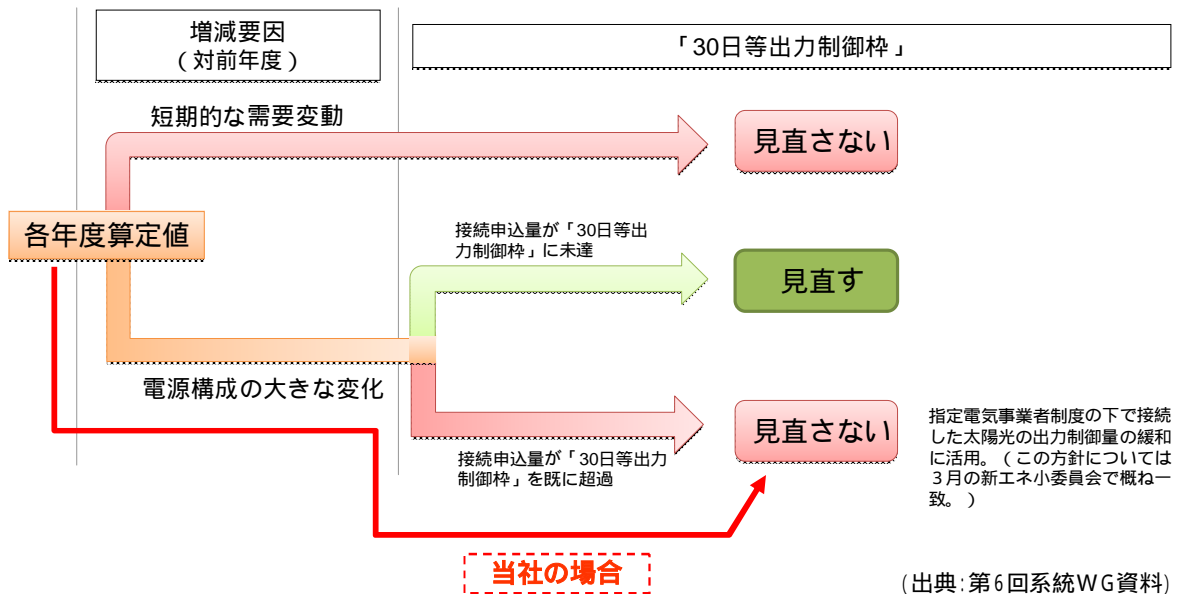 増減要因
（対前年度）
「30日等出力制御枠」
短期的な需要変動
見直さない
各年度算定値
接続申込量が「30日等出
力制御枠」に未達
見直す
電源構成の大きな変化
見直さない
接続申込量が「30日等出力
制御枠」を既に超過
指定電気事業者制度の下で接続
した太陽光の出力制御量の緩和
に活用。（この方針については
３月の新エネ小委員会で概ね一
致。）
当社の場合
(出典:第6回系統WG資料)